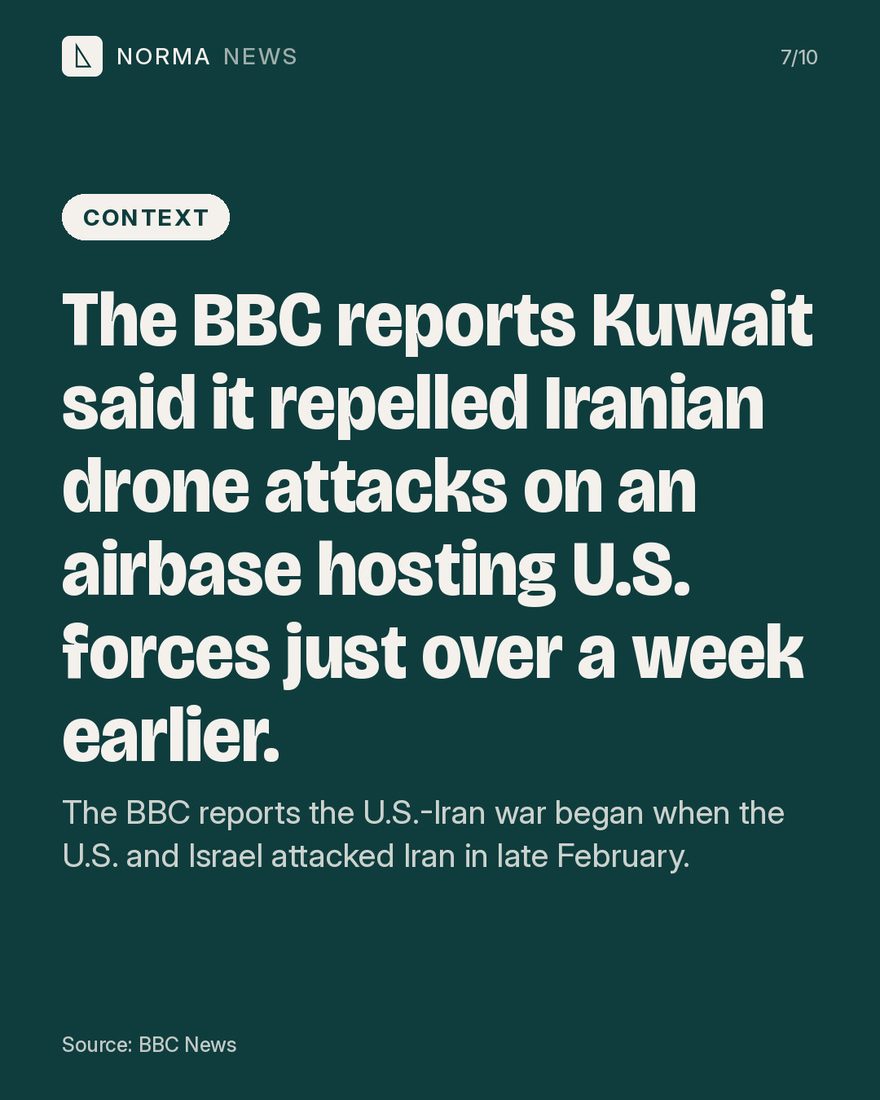 NORMA NEWS
7/10
CONTEXT
The BBC reports Kuwait
said it repelled Iranian
drone attacks on an
airbase hosting U.S.
forces just over a week
earlier.
The BBC reports the U.S.-Iran war began when the
U.S. and Israel attacked Iran in late February.
Source: BBC News